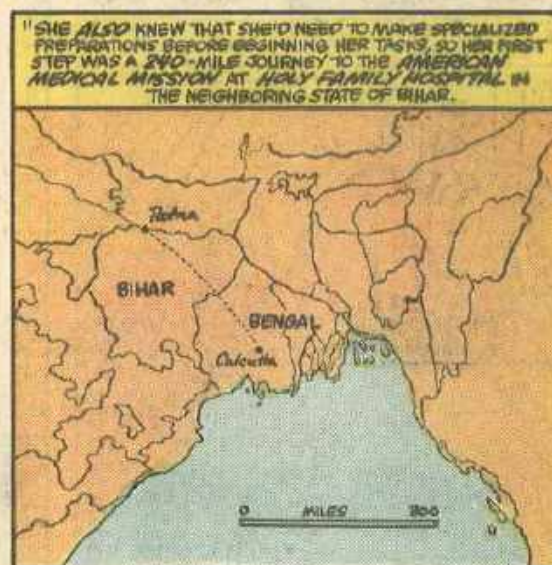 "SHE ALSO KNEW THAT SHE'D NEED TO MAKE SPECIALIZED
PREPARATIONS BEFORE BEGINNING HER TASKS, SO HER FIRST
STEP WAS A 240-MILE JOURNEY TO THE AMERICAN
MEDICAL MISSION AT HOLY FAMILY HOSPITAL IN
THE NEIGHBORING STATE OF BIHAR.
Patna
BIHAR
BENGAL
Calcutta
0 MILES 200